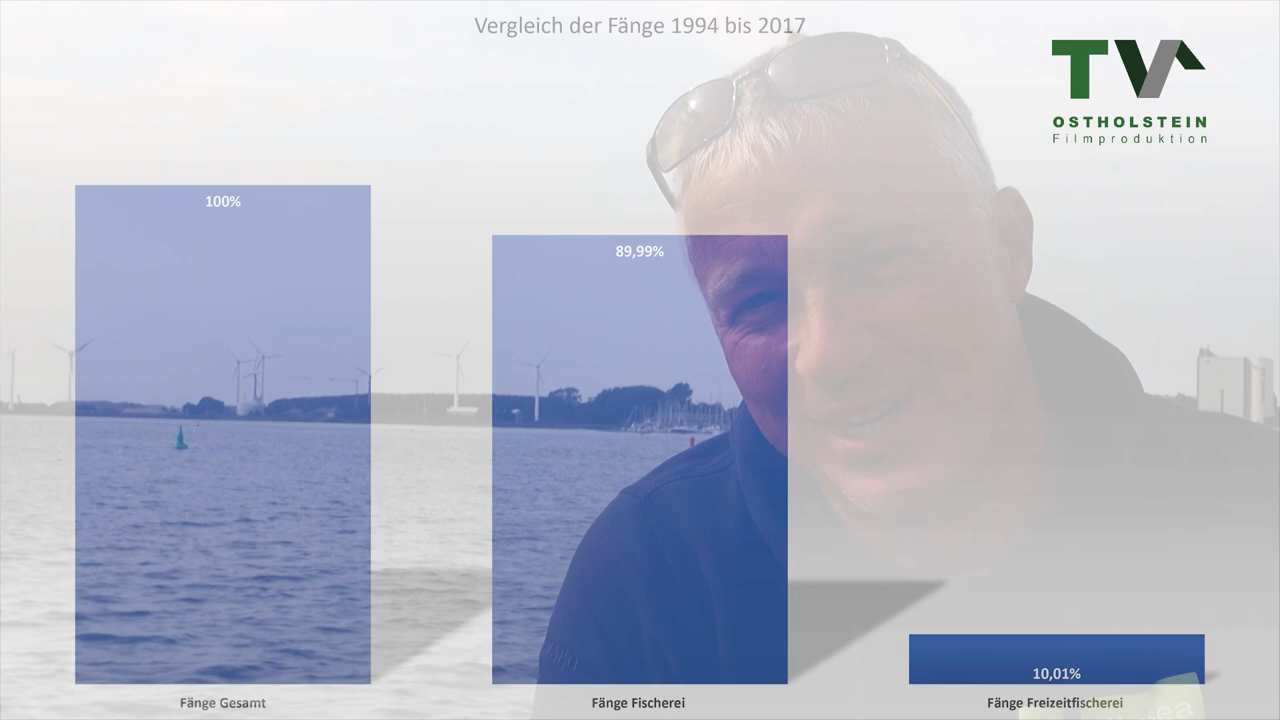 Vergleich der Fänge 1994 bis 2017
TV
OSTHOLSTEIN
Filmproduktion
100%
89,99%
10,01%
Fänge Gesamt
Fänge Fischerei
Fänge Freizeitfischerei